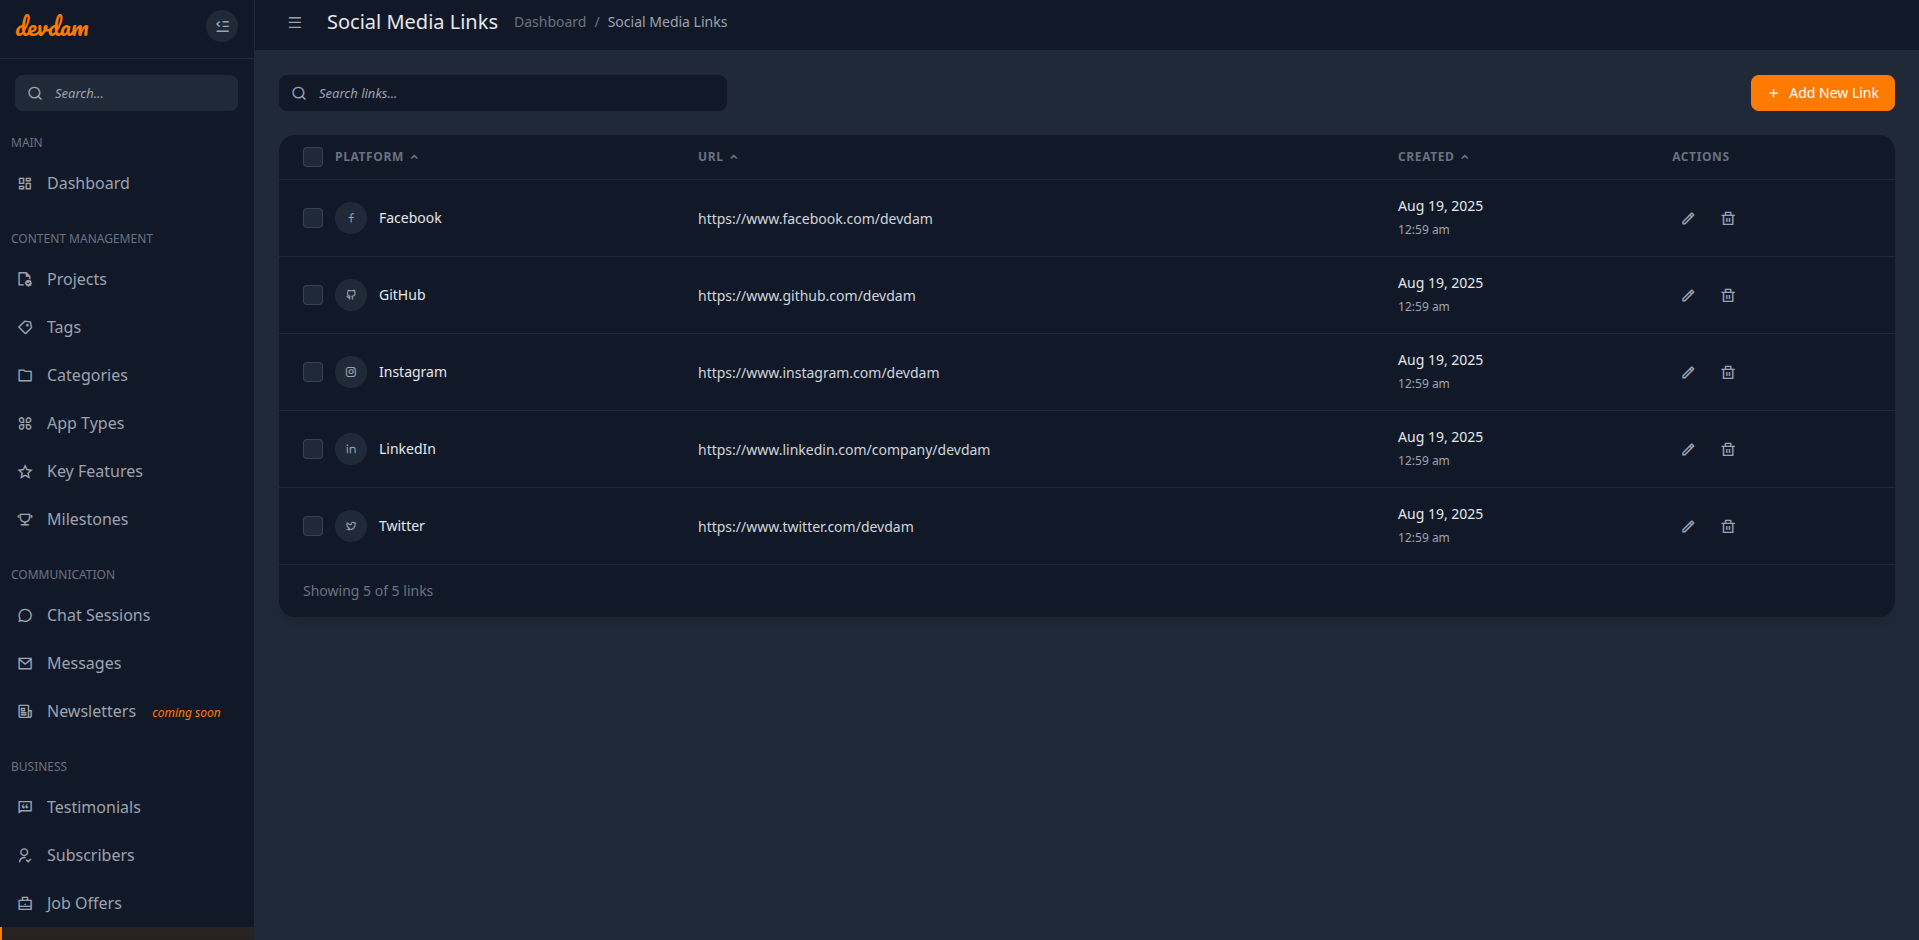 devdam
Search...
MAIN
Dashboard
CONTENT MANAGEMENT
Projects
Tags
Categories
App Types
Key Features
Milestones
COMMUNICATION
Chat Sessions
Messages
Newsletters coming soon
BUSINESS
Testimonials
Subscribers
Job Offers
Social Media Links Dashboard / Social Media Links
Search links...
+ Add New Link
PLATFORM URL CREATED ACTIONS
Facebook https://www.facebook.com/devdam Aug 19, 2025
12:59 am
GitHub https://www.github.com/devdam Aug 19, 2025
12:59 am
Instagram https://www.instagram.com/devdam Aug 19, 2025
12:59 am
in LinkedIn https://www.linkedin.com/company/devdam Aug 19, 2025
12:59 am
Twitter https://www.twitter.com/devdam Aug 19, 2025
12:59 am
Showing 5 of 5 links